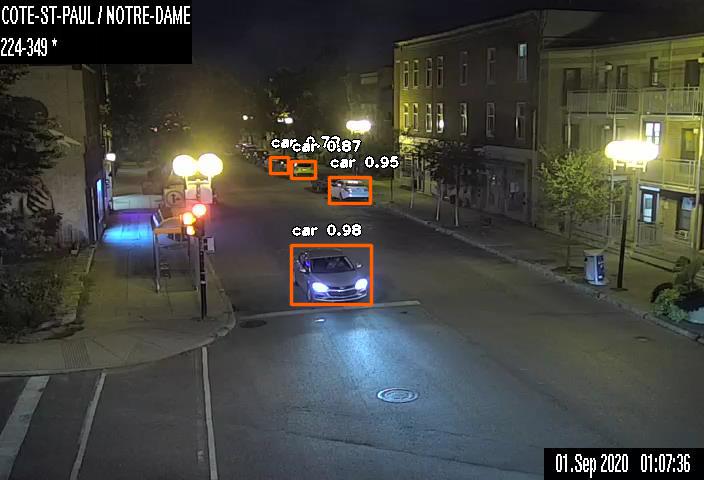 COTE-ST-PAUL / NOTRE-DAME
224-349 *
car 0.87
car 0.95
car 0.98
01.Sep 2020 01:07:36